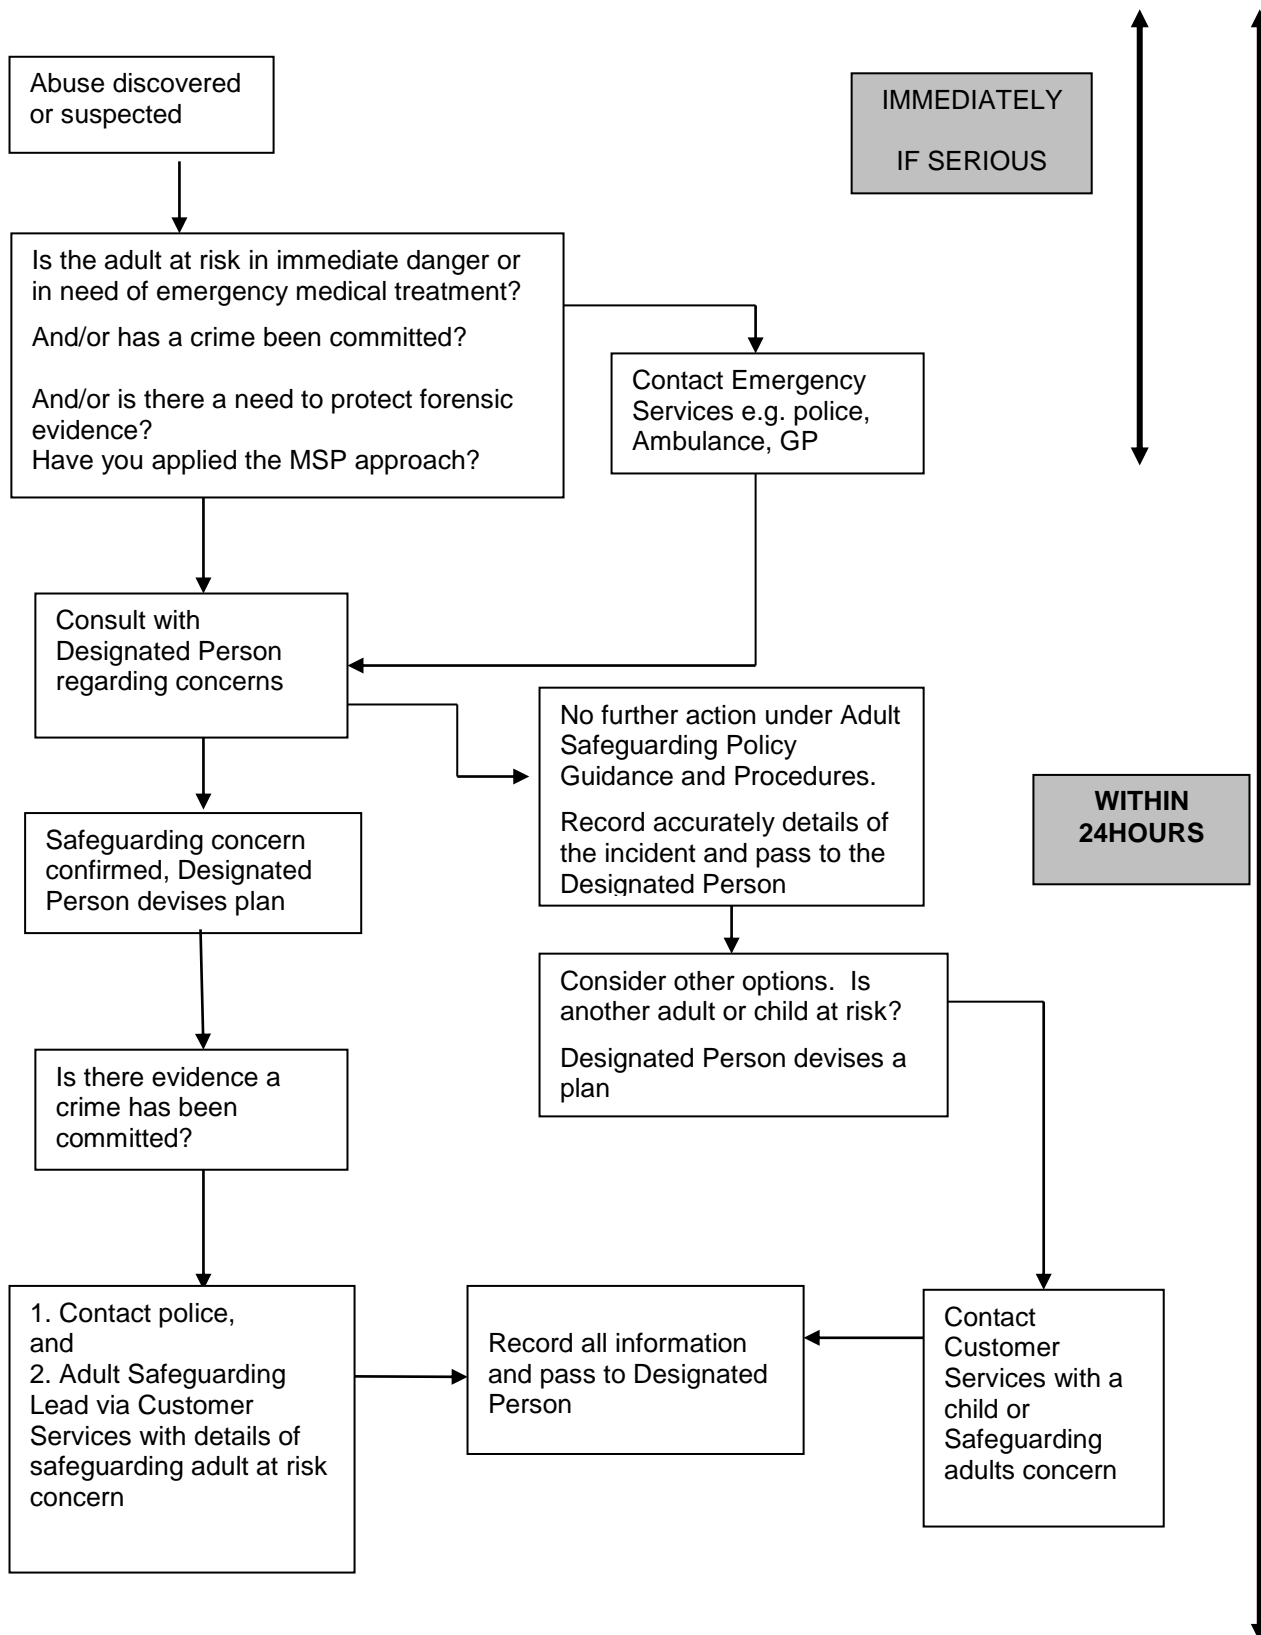 Abuse discovered
or suspected
IMMEDIATELY
IF SERIOUS
Is the adult at risk in immediate danger or
in need of emergency medical treatment?
And/or has a crime been committed?
And/or is there a need to protect forensic
evidence?
Have you applied the MSP approach?
Contact Emergency
Services e.g. police,
Ambulance, GP
Consult with
Designated Person
regarding concerns
No further action under Adult
Safeguarding Policy
Guidance and Procedures.
Record accurately details of
the incident and pass to the
Designated Person
WITHIN
24HOURS
Safeguarding concern
confirmed, Designated
Person devises plan
Consider other options.  Is
another adult or child at risk?
Designated Person devises a
plan
Is there evidence a
crime has been
committed?
1. Contact police,
and
2. Adult Safeguarding
Lead via Customer
Services with details of
safeguarding adult at risk
concern
Record all information
and pass to Designated
Person
Contact
Customer
Services with a
child or
Safeguarding
adults concern